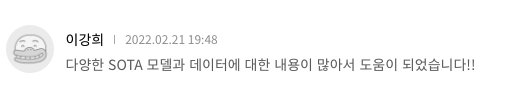 이강희 | 2022.02.21 19:48
다양한 SOTA 모델과 데이터에 대한 내용이 많아서 도움이 되었습니다!!